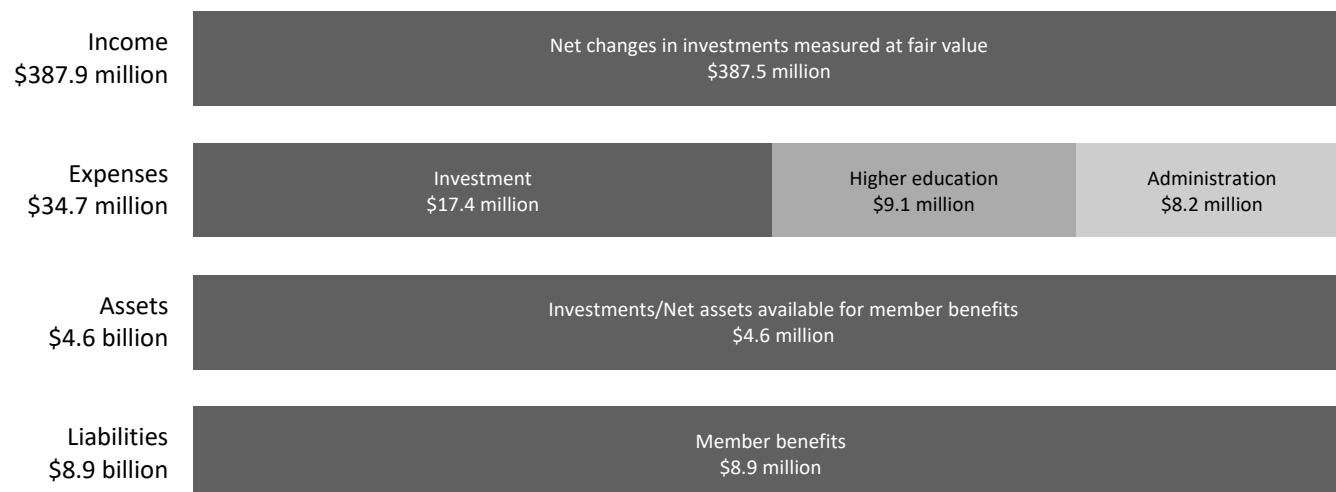 Income
$387.9 million
Net changes in investments measured at fair value
$387.5 million
Expenses
$34.7 million
Investment
$17.4 million
Higher education
$9.1 million
Administration
$8.2 million
Assets
$4.6 billion
Investments/Net assets available for member benefits
$4.6 million
Liabilities
$8.9 billion
Member benefits
$8.9 million